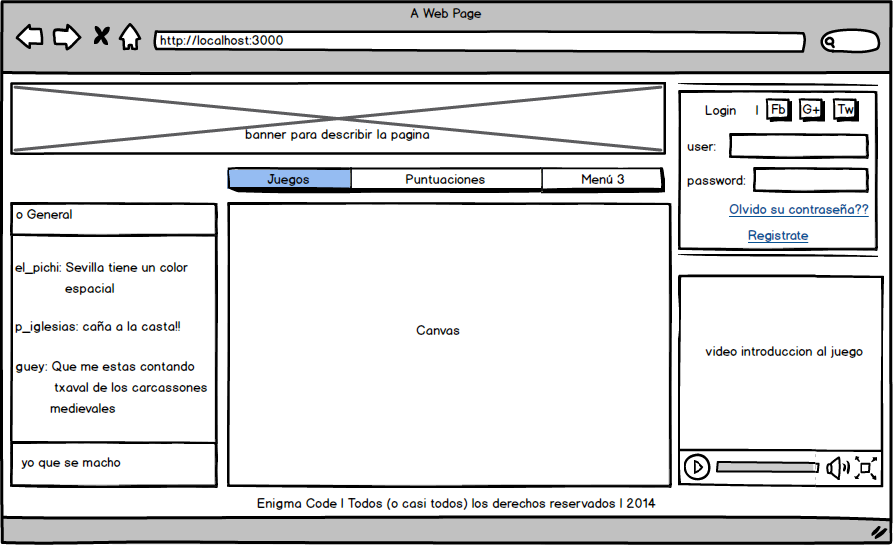 A Web Page
http://localhost:3000
banner para describir la pagina
Login | Fb G+ Tw
user:
password:
Olvido su contraseña??
Registrate
Juegos Puntuaciones Menú 3
o General
el_pichi: Sevilla tiene un color
espacial
p_iglesias: caña a la casta!!
guey: Que me estas contando
txaval de los carcassones
medievales
yo que se macho
Canvas
video introduccion al juego
Enigma Code | Todos (o casi todos) los derechos reservados | 2014